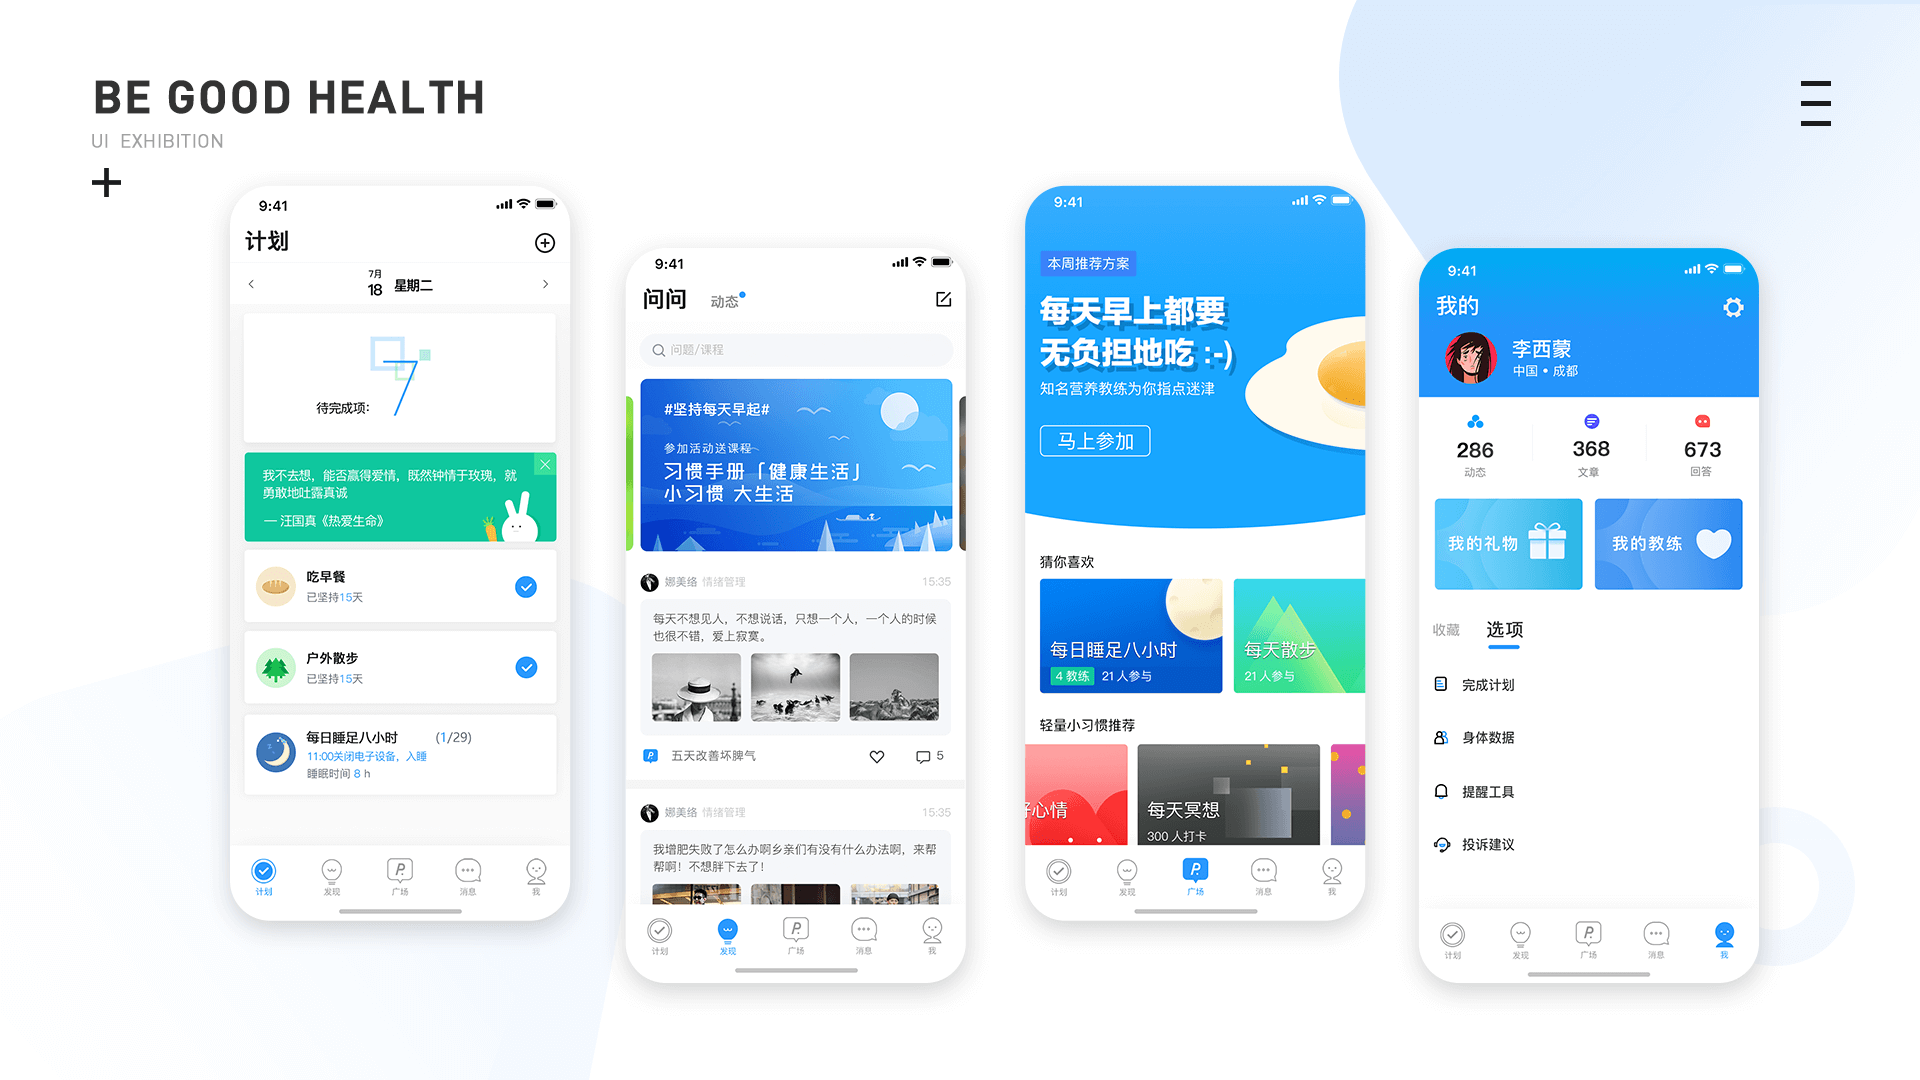 BE GOOD HEALTH
UI EXHIBITION
9:41
计划
7月
18
星期二
7
待完成项:
我不去想，能否赢得爱情，既然钟情于玫瑰，就
勇敢地吐露真诚
— 汪国真《热爱生命》
吃早餐
已坚持15天
户外散步
已坚持15天
每日睡足八小时 (1/29)
11:00关闭电子设备，入睡
睡眠时间 8 h
计划 发现 广场 消息 我
9:41
问问 动态
问题/课程
#坚持每天早起#
参加活动送课程
习惯手册「健康生活」
小习惯 大生活
娜美络 情绪管理 15:35
每天不想见人，不想说话，只想一个人，一个人的时候
也很不错，爱上寂寞。
五天改善坏脾气 5
娜美络 情绪管理 15:35
我增肥失败了怎么办啊乡亲们有没有什么办法啊，来帮
帮啊！不想胖下去了！
计划 发现 广场 消息 我
9:41
本周推荐方案
每天早上都要
无负担地吃 :-)
知名营养教练为你指点迷津
马上参加
猜你喜欢
每日睡足八小时
4 教练 21 人参与
每天散步
21 人参与
轻量小习惯推荐
好心情
每天冥想
300 人打卡
计划 发现 广场 消息 我
9:41
我的
李西蒙
中国 • 成都
286 368 673
动态 文章 回答
我的礼物 我的教练
收藏 选项
完成计划
身体数据
提醒工具
投诉建议
计划 发现 广场 消息 我